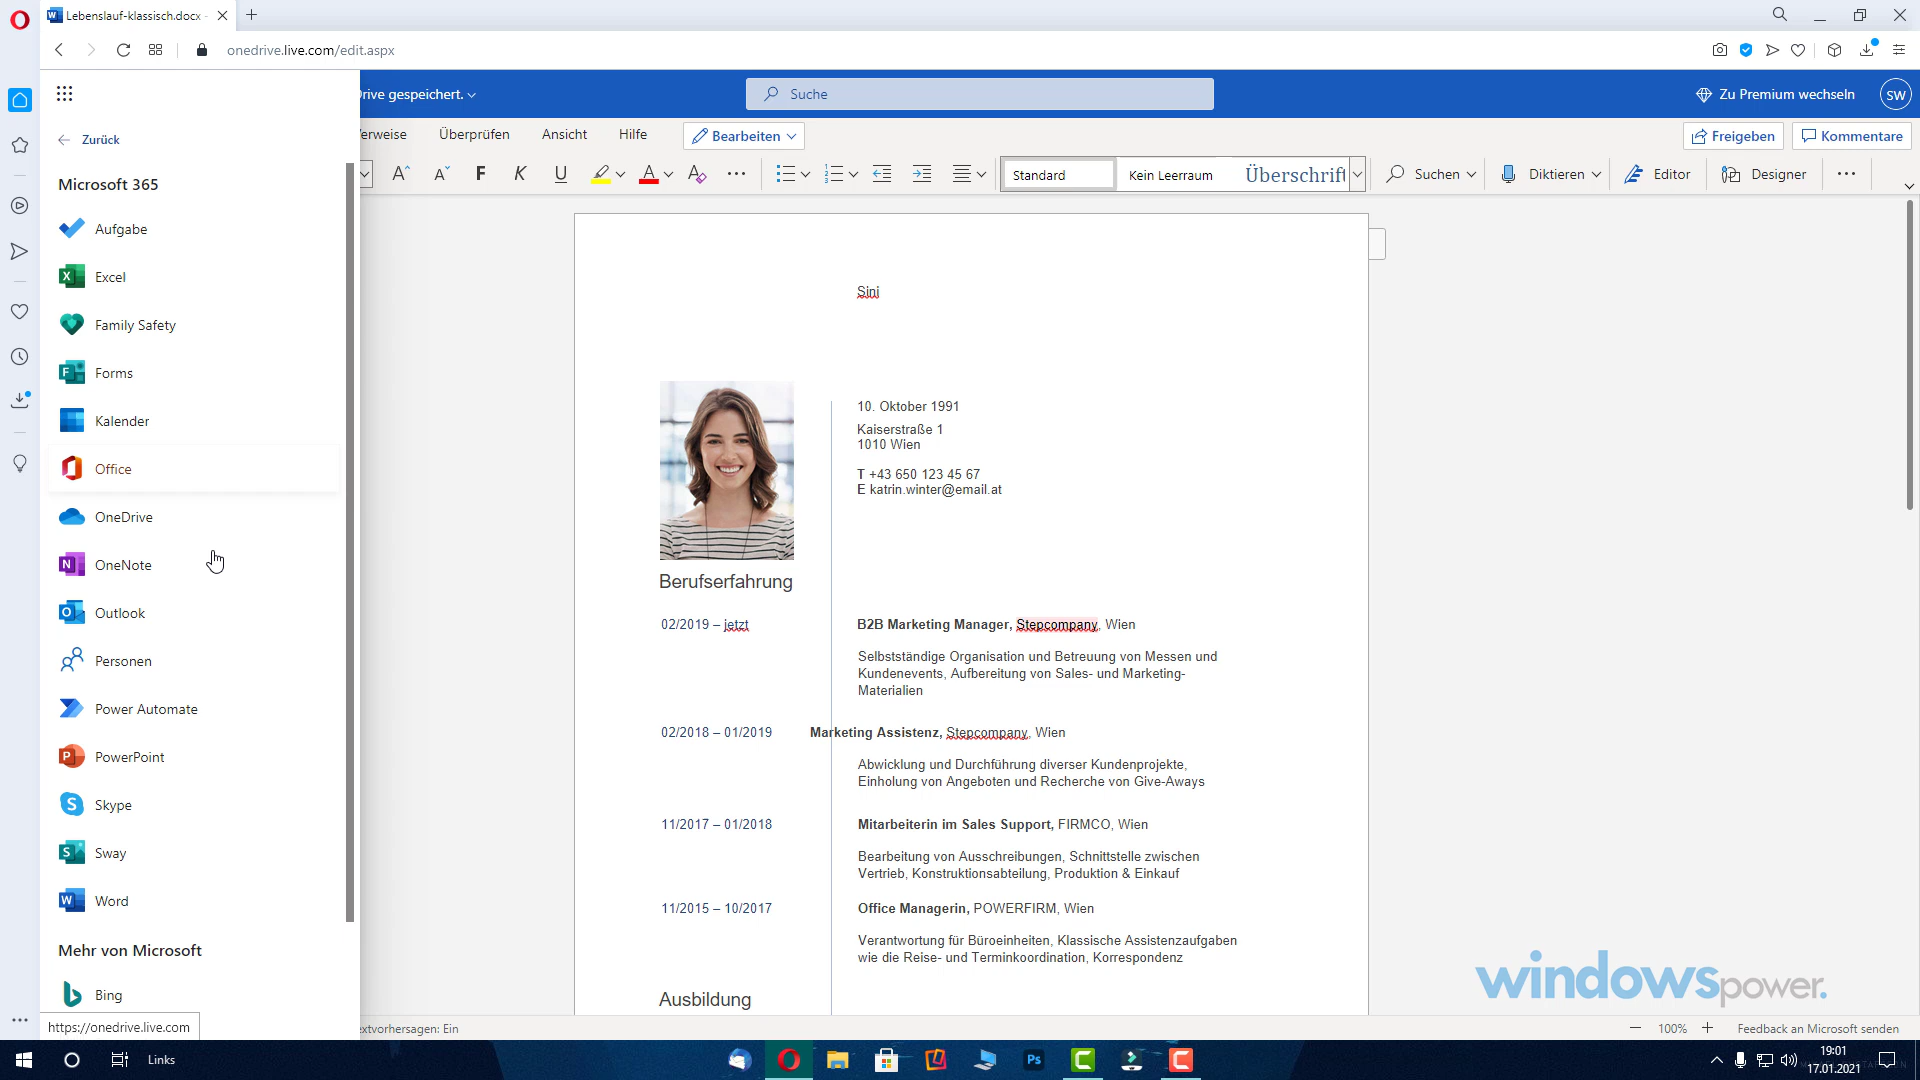 Lebenslauf-klassisch.docx -
onedrive.live.com/edit.aspx
Drive gespeichert.
Suche
Zu Premium wechseln
SW
Zurück
erweise
Überprüfen
Ansicht
Hilfe
Bearbeiten
Freigeben
Kommentare
A A F K U A A
Standard
Kein Leerraum
Überschrift
Suchen
Diktieren
Editor
Designer
Microsoft 365
Aufgabe
Excel
Family Safety
Forms
Kalender
Office
OneDrive
OneNote
Outlook
Personen
Power Automate
PowerPoint
Skype
Sway
Word
Mehr von Microsoft
Bing
https://onedrive.live.com
Sini
10. Oktober 1991
Kaiserstraße 1
1010 Wien
T +43 650 123 45 67
E katrin.winter@email.at
Berufserfahrung
02/2019 – jetzt
B2B Marketing Manager, Stepcompany, Wien
Selbstständige Organisation und Betreuung von Messen und
Kundenevents, Aufbereitung von Sales- und Marketing-
Materialien
02/2018 – 01/2019
Marketing Assistenz, Stepcompany, Wien
Abwicklung und Durchführung diverser Kundenprojekte,
Einholung von Angeboten und Recherche von Give-Aways
11/2017 – 01/2018
Mitarbeiterin im Sales Support, FIRMCO, Wien
Bearbeitung von Ausschreibungen, Schnittstelle zwischen
Vertrieb, Konstruktionsabteilung, Produktion & Einkauf
11/2015 – 10/2017
Office Managerin, POWERFIRM, Wien
Verantwortung für Büroeinheiten, Klassische Assistenzaufgaben
wie die Reise- und Terminkoordination, Korrespondenz
Ausbildung
windowspower.
extvorhersagen: Ein
100%
Feedback an Microsoft senden
Links
Ps
19:01
17.01.2021